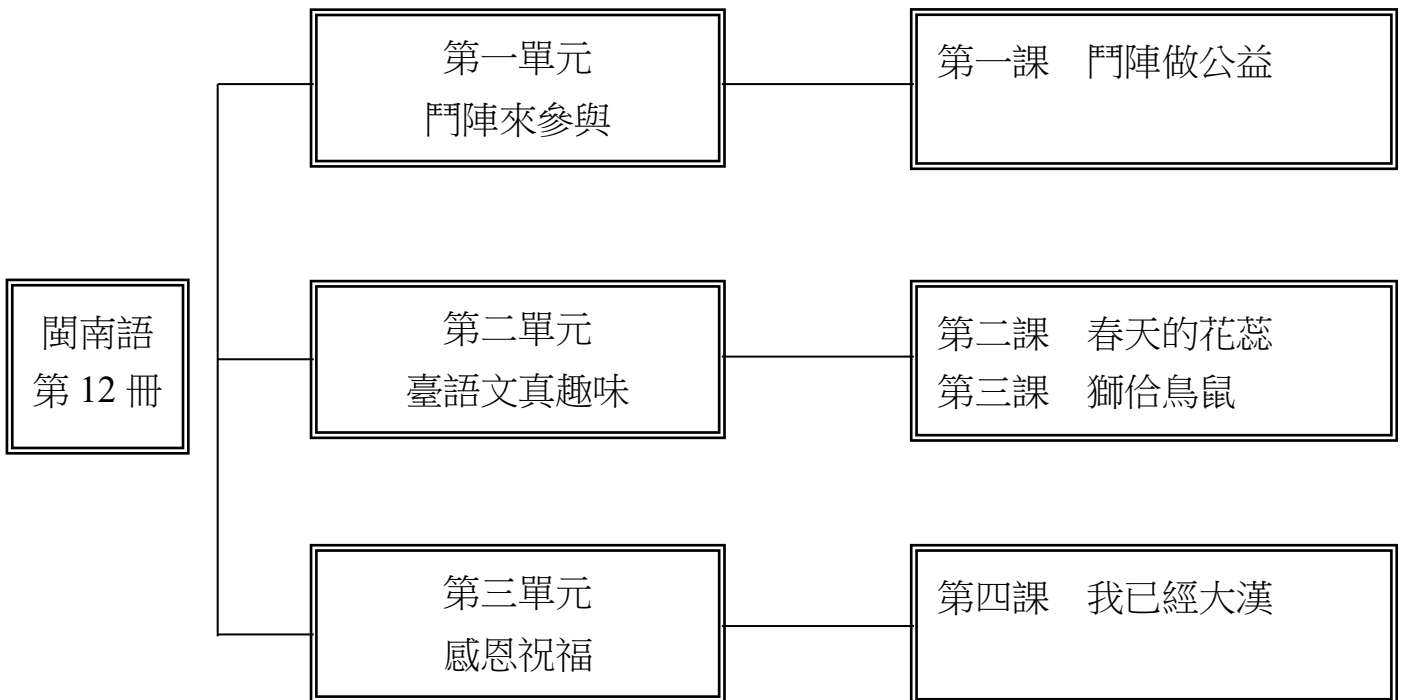 閩南語
第 12 冊
第一單元
鬥陣來參與
第一課　鬥陣做公益
第二單元
臺語文真趣味
第二課　春天的花蕊
第三課　獅佮鳥鼠
第三單元
感恩祝福
第四課　我已經大漢